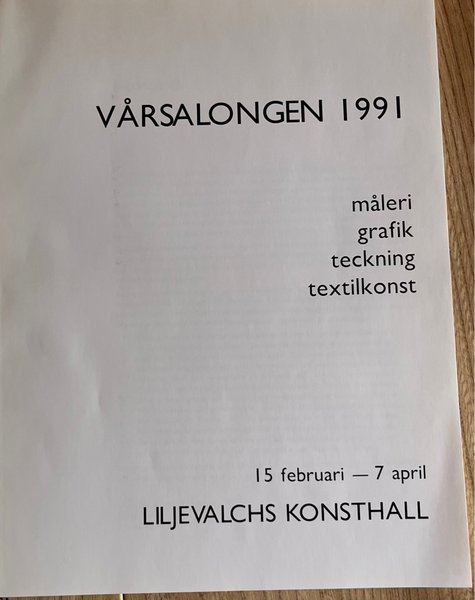 VÅRSALONGEN 1991
måleri
grafik
teckning
textilkonst
15 februari — 7 april
LILJEVALCHS KONSTHALL